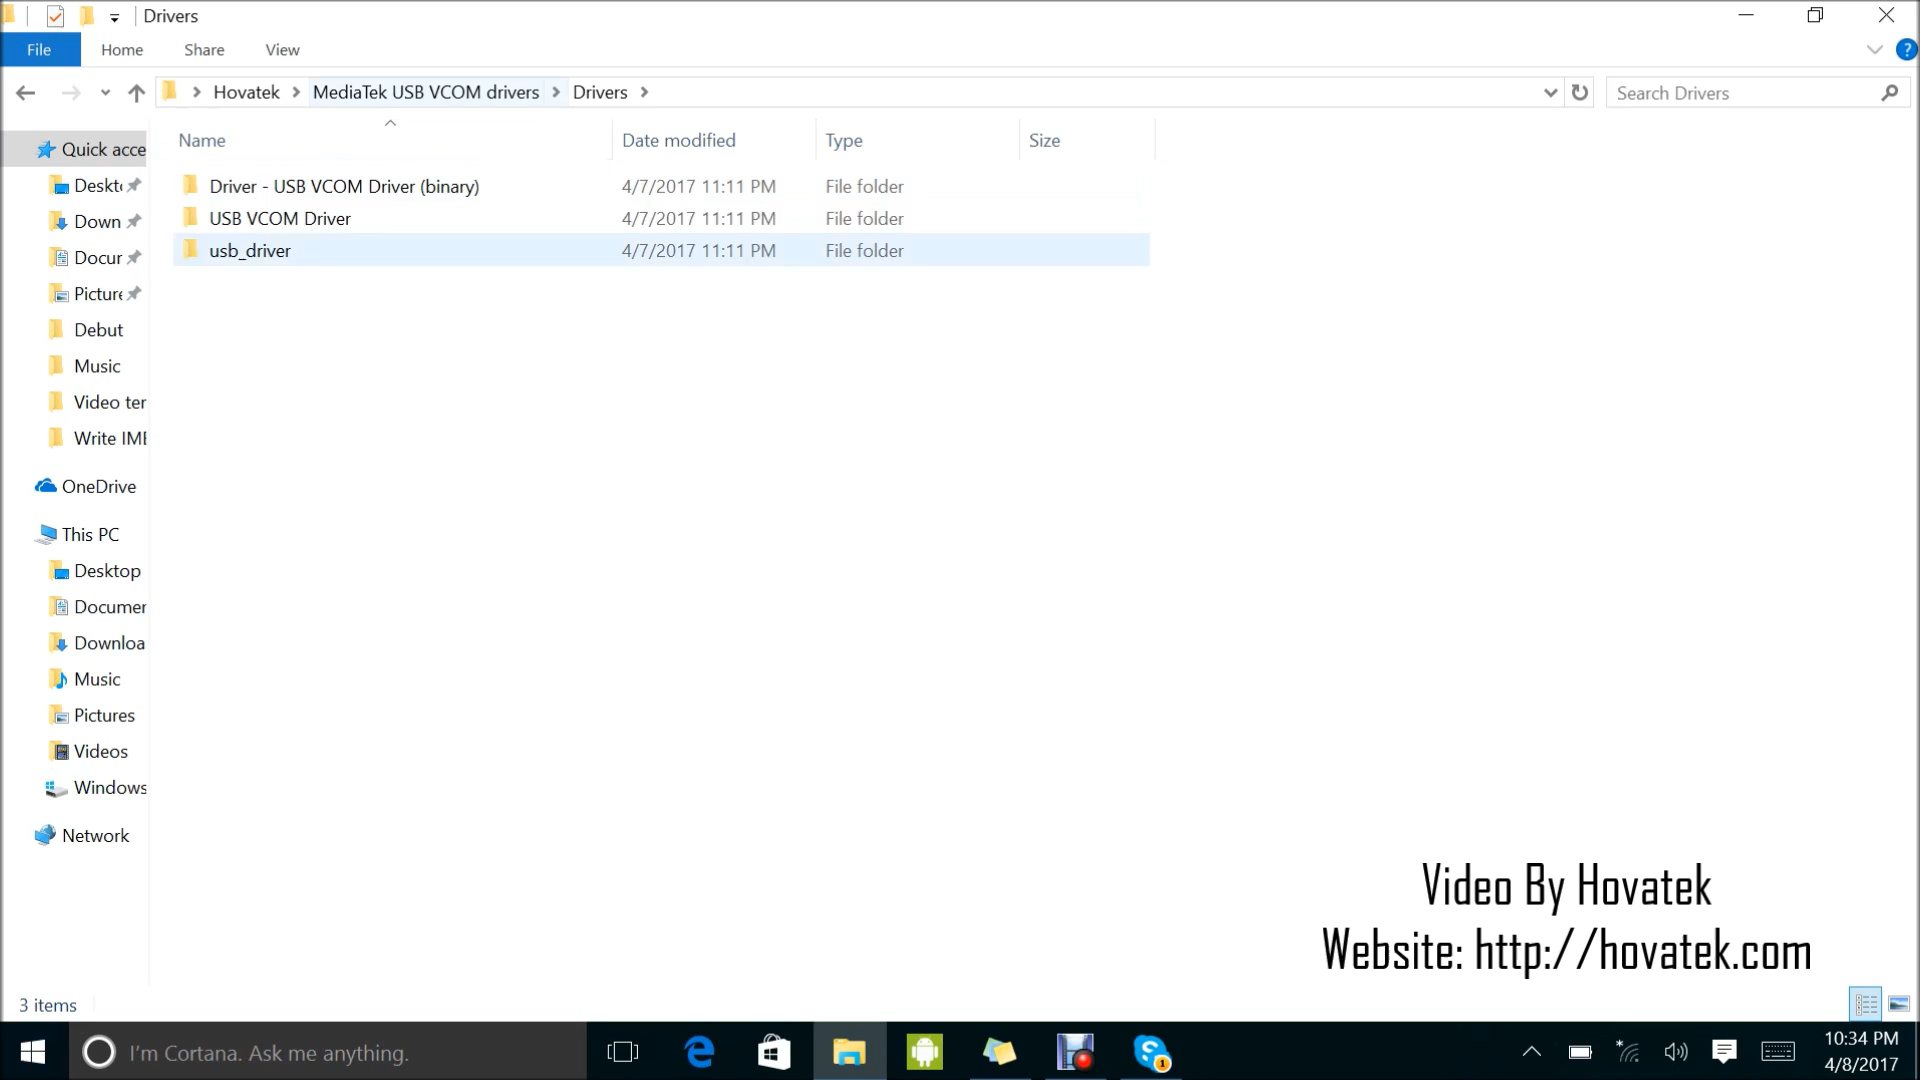 Drivers
File
Home
Share
View
Hovatek
MediaTek USB VCOM drivers
Drivers
Search Drivers
Name
Date modified
Type
Size
Driver - USB VCOM Driver (binary)
4/7/2017 11:11 PM
File folder
USB VCOM Driver
4/7/2017 11:11 PM
File folder
usb_driver
4/7/2017 11:11 PM
File folder
Quick acce
Deskt
Down
Docur
Picture
Debut
Music
Video ter
Write IME
OneDrive
This PC
Desktop
Documer
Downloa
Music
Pictures
Videos
Windows
Network
Video By Hovatek
Website: http://hovatek.com
3 items
I'm Cortana. Ask me anything.
1
10:34 PM
4/8/2017